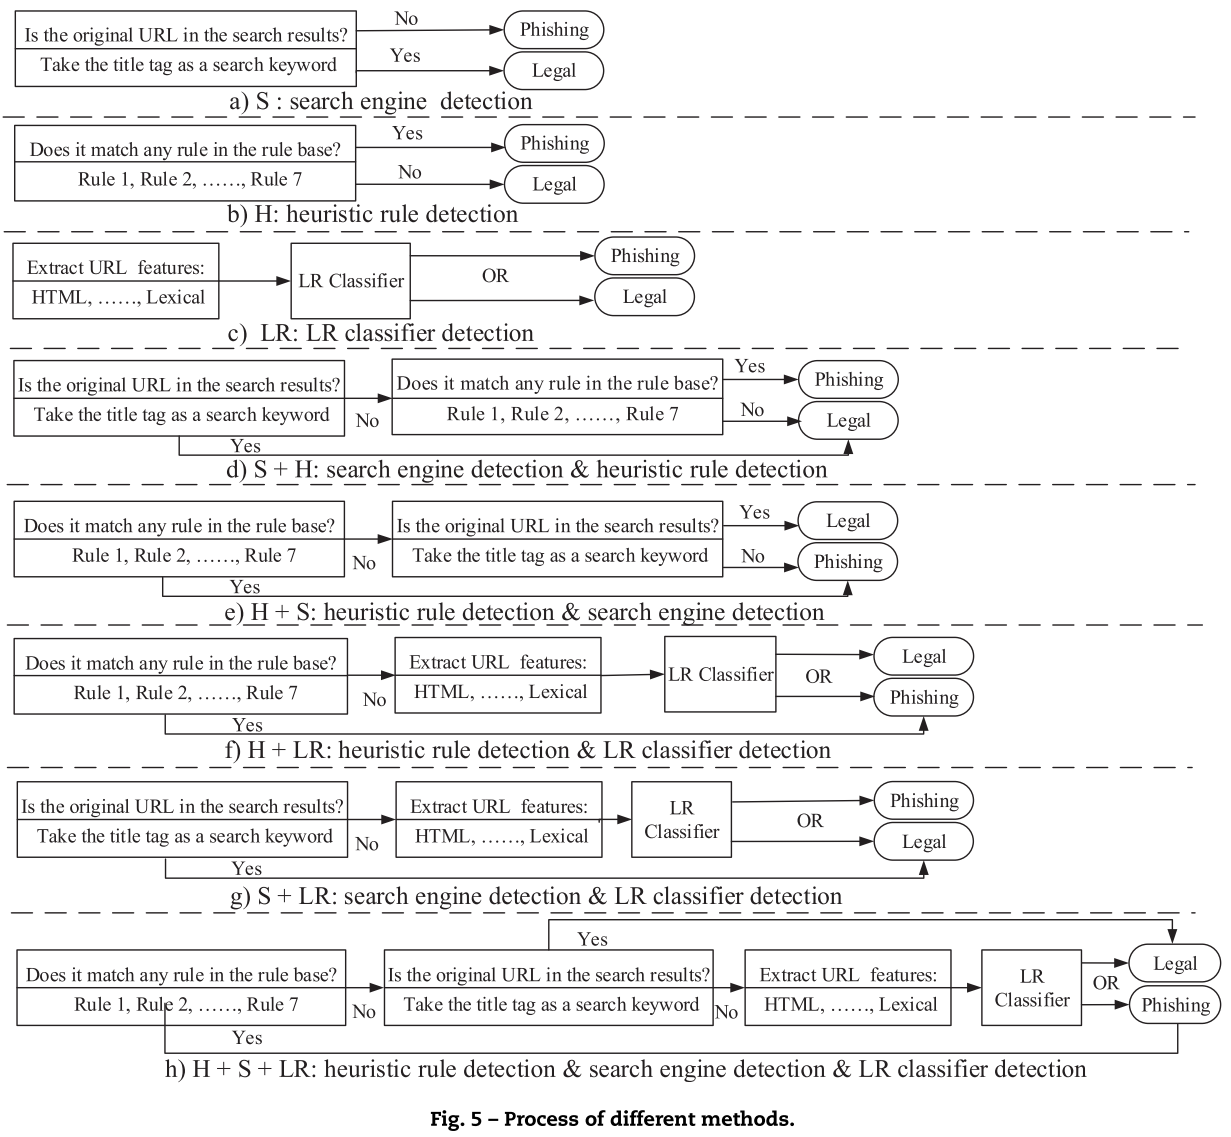 Is the original URL in the search results?
No
Phishing
Take the title tag as a search keyword
Yes
Legal
a) S : search engine detection
Does it match any rule in the rule base?
Yes
Phishing
Rule 1, Rule 2, ……, Rule 7
No
Legal
b) H: heuristic rule detection
Extract URL features:
HTML, ……, Lexical
LR Classifier
OR
Phishing
Legal
c) LR: LR classifier detection
Is the original URL in the search results?
Take the title tag as a search keyword
No
Yes
Does it match any rule in the rule base?
Rule 1, Rule 2, ……, Rule 7
Yes
Phishing
No
Legal
d) S + H: search engine detection & heuristic rule detection
Does it match any rule in the rule base?
Rule 1, Rule 2, ……, Rule 7
No
Yes
Is the original URL in the search results?
Take the title tag as a search keyword
Yes
Legal
No
Phishing
e) H + S: heuristic rule detection & search engine detection
Does it match any rule in the rule base?
Rule 1, Rule 2, ……, Rule 7
No
Yes
Extract URL features:
HTML, ……, Lexical
LR Classifier
OR
Legal
Phishing
f) H + LR: heuristic rule detection & LR classifier detection
Is the original URL in the search results?
Take the title tag as a search keyword
No
Yes
Extract URL features:
HTML, ……, Lexical
LR
Classifier
OR
Phishing
Legal
g) S + LR: search engine detection & LR classifier detection
Does it match any rule in the rule base?
Rule 1, Rule 2, ……, Rule 7
No
Yes
Yes
Is the original URL in the search results?
Take the title tag as a search keyword
No
Extract URL features:
HTML, ……, Lexical
LR
Classifier
OR
Legal
Phishing
h) H + S + LR: heuristic rule detection & search engine detection & LR classifier detection
Fig. 5 – Process of different methods.